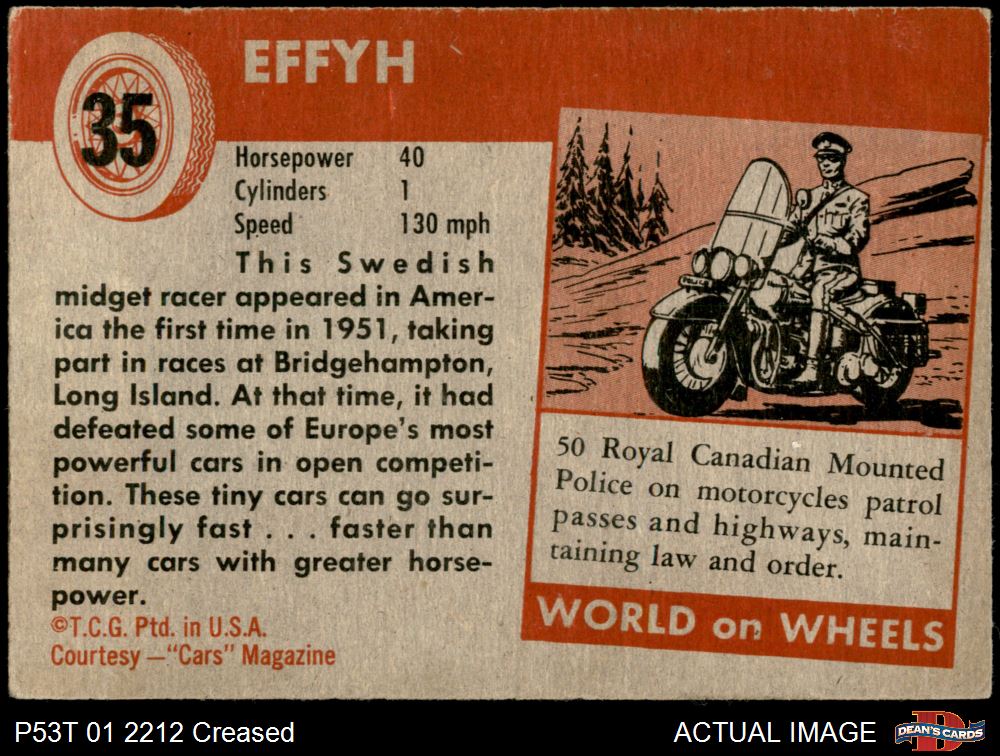 35
EFFYH
Horsepower 40
Cylinders 1
Speed 130 mph
This Swedish
midget racer appeared in Amer-
ica the first time in 1951, taking
part in races at Bridgehampton,
Long Island. At that time, it had
defeated some of Europe's most
powerful cars in open competi-
tion. These tiny cars can go sur-
prisingly fast . . . faster than
many cars with greater horse-
power.
©T.C.G. Ptd. in U.S.A.
Courtesy —"Cars" Magazine
50 Royal Canadian Mounted
Police on motorcycles patrol
passes and highways, main-
taining law and order.
WORLD on WHEELS
P53T 01 2212 Creased
ACTUAL IMAGE
DEAN'S CARDS